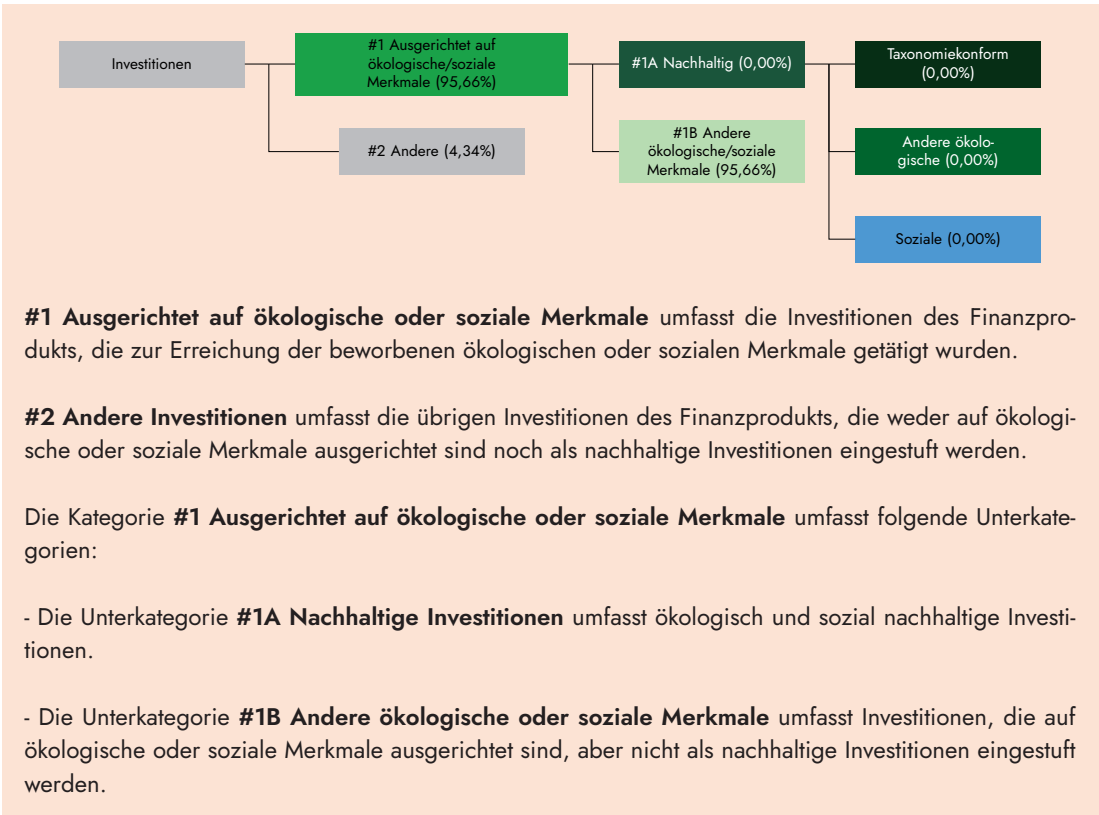 Investitionen
#1 Ausgerichtet auf
ökologische/soziale
Merkmale (95,66%)
#1A Nachhaltig (0,00%)
Taxonomiekonform
(0,00%)
#2 Andere (4,34%)
#1B Andere
ökologische/soziale
Merkmale (95,66%)
Andere ökolo-
gische (0,00%)
Soziale (0,00%)
#1 Ausgerichtet auf ökologische oder soziale Merkmale umfasst die Investitionen des Finanzpro-
dukts, die zur Erreichung der beworbenen ökologischen oder sozialen Merkmale getätigt wurden.
#2 Andere Investitionen umfasst die übrigen Investitionen des Finanzprodukts, die weder auf ökologi-
sche oder soziale Merkmale ausgerichtet sind noch als nachhaltige Investitionen eingestuft werden.
Die Kategorie #1 Ausgerichtet auf ökologische oder soziale Merkmale umfasst folgende Unterkate-
gorien:
- Die Unterkategorie #1A Nachhaltige Investitionen umfasst ökologisch und sozial nachhaltige Investi-
tionen.
- Die Unterkategorie #1B Andere ökologische oder soziale Merkmale umfasst Investitionen, die auf
ökologische oder soziale Merkmale ausgerichtet sind, aber nicht als nachhaltige Investitionen eingestuft
werden.